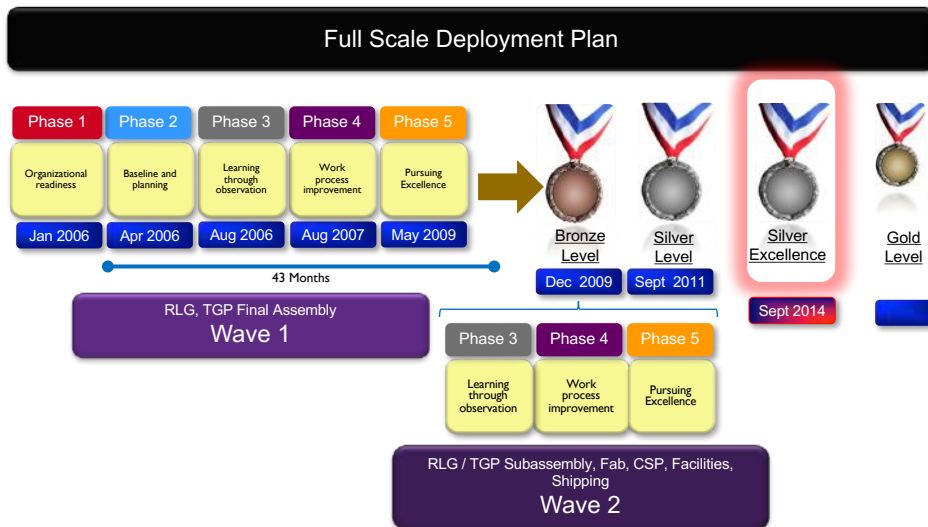 Full Scale Deployment Plan
Phase 1
Phase 2
Phase 3
Phase 4
Phase 5
Organizational
readiness
Baseline and
planning
Learning
through
observation
Work
process
improvement
Pursuing
Excellence
Jan 2006
Apr 2006
Aug 2006
Aug 2007
May 2009
43 Months
RLG, TGP Final Assembly
Wave 1
Bronze
Level
Silver
Level
Silver
Excellence
Gold
Level
Dec 2009
Sept 2011
Sept 2014
Phase 3
Phase 4
Phase 5
Learning
through
observation
Work
process
improvement
Pursuing
Excellence
RLG / TGP Subassembly, Fab, CSP, Facilities,
Shipping
Wave 2